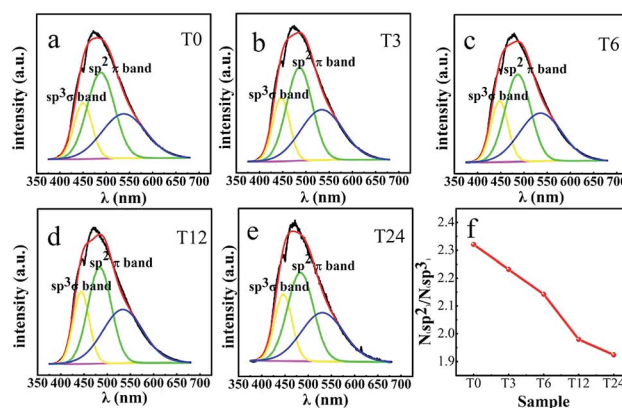 a
T0
sp2 π band
sp3σ band
intensity (a.u.)
350 400 450 500 550 600 650 700
λ (nm)
b
T3
sp2 π band
sp3σ band
intensity (a.u.)
350 400 450 500 550 600 650 700
λ (nm)
c
T6
sp2 π band
sp3σ band
intensity (a.u.)
350 400 450 500 550 600 650 700
λ (nm)
d
T12
sp2 π band
sp3σ band
intensity (a.u.)
350 400 450 500 550 600 650 700
λ (nm)
e
T24
sp2 π band
sp3σ band
intensity (a.u.)
350 400 450 500 550 600 650 700
λ (nm)
f
2.4
2.3
2.2
2.1
2.0
1.9
T0 T3 T6 T12 T24
Sample